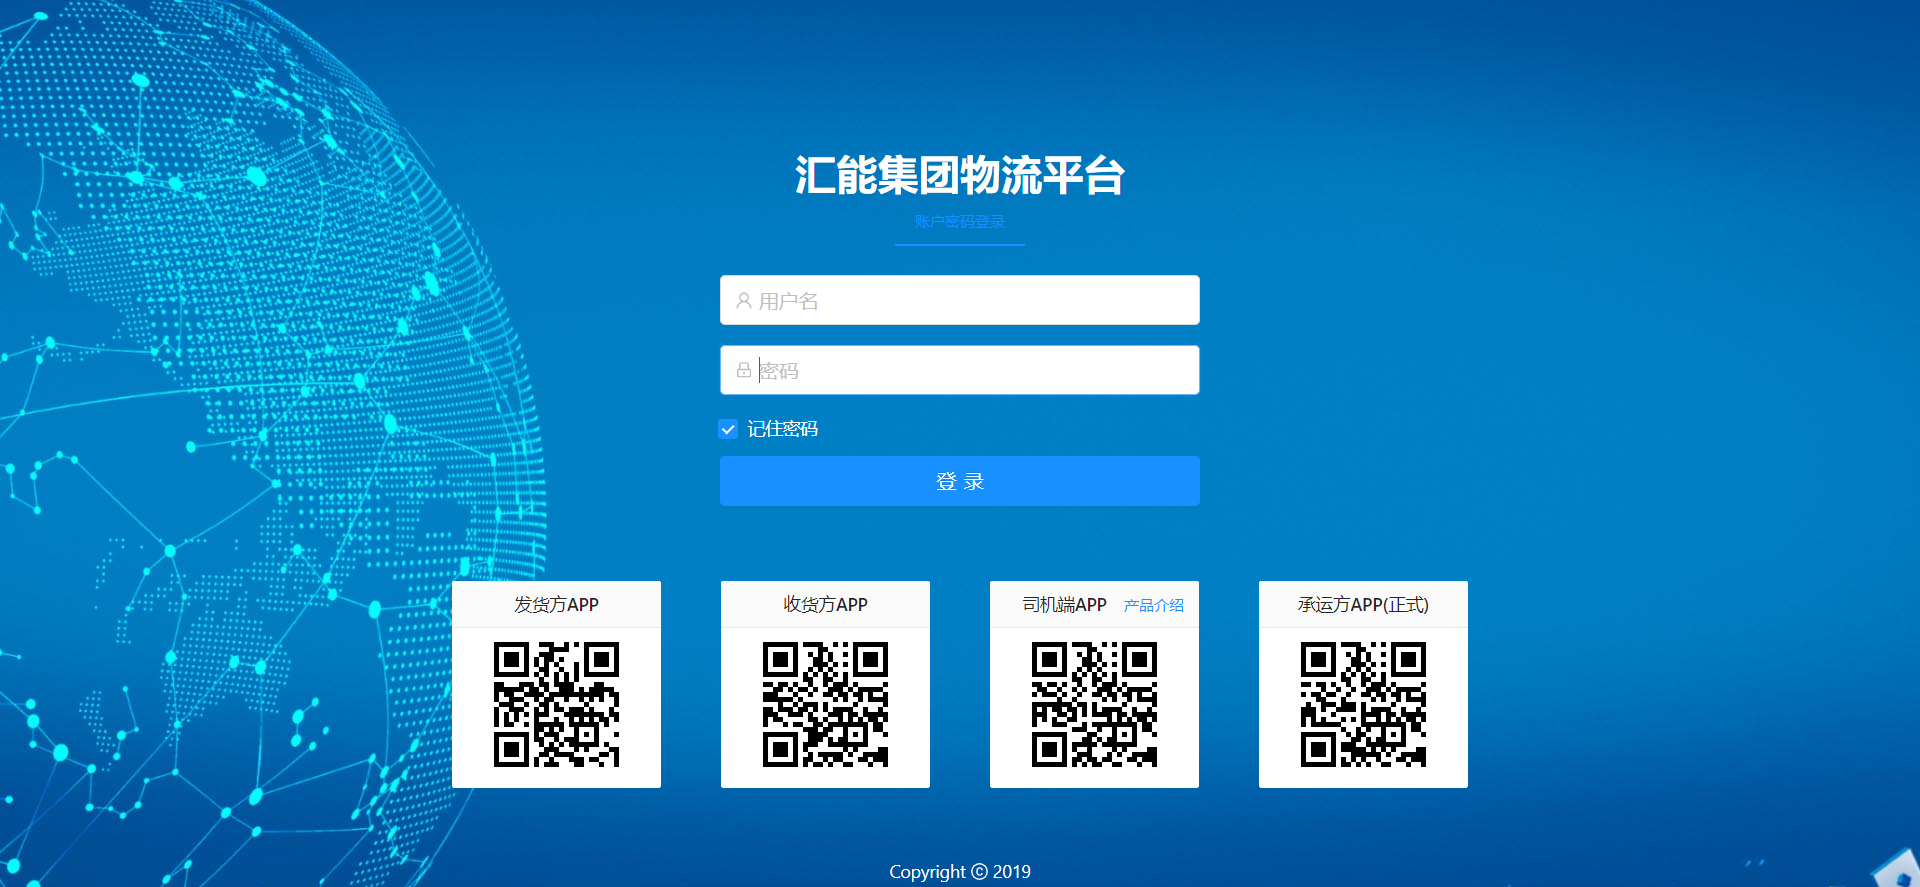 汇能集团物流平台
账户密码登录
用户名
密码
记住密码
登 录
发货方APP
收货方APP
司机端APP 产品介绍
承运方APP(正式)
Copyright © 2019